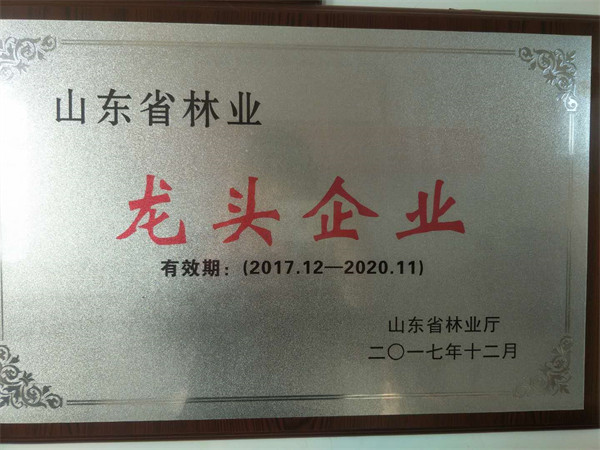 山东省林业
龙头企业
有效期：(2017.12—2020.11)
山东省林业厅
二〇一七年十二月